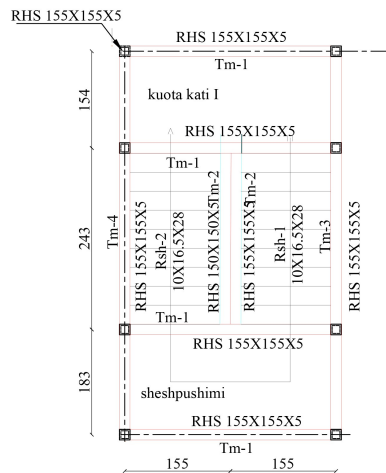 RHS 155X155X5
RHS 155X155X5
Tm-1
154
kuota kati I
RHS 155X155X5
Tm-1
243
Tm-4
RHS 155X155X5
Rsh-2
10X16.5X28
RHS 150X150X5
Tm-2
Tm-2
RHS 155X155X5
Rsh-1
10X16.5X28
Tm-3
RHS 155X155X5
Tm-1
RHS 155X155X5
183
sheshpushimi
RHS 155X155X5
Tm-1
155
155